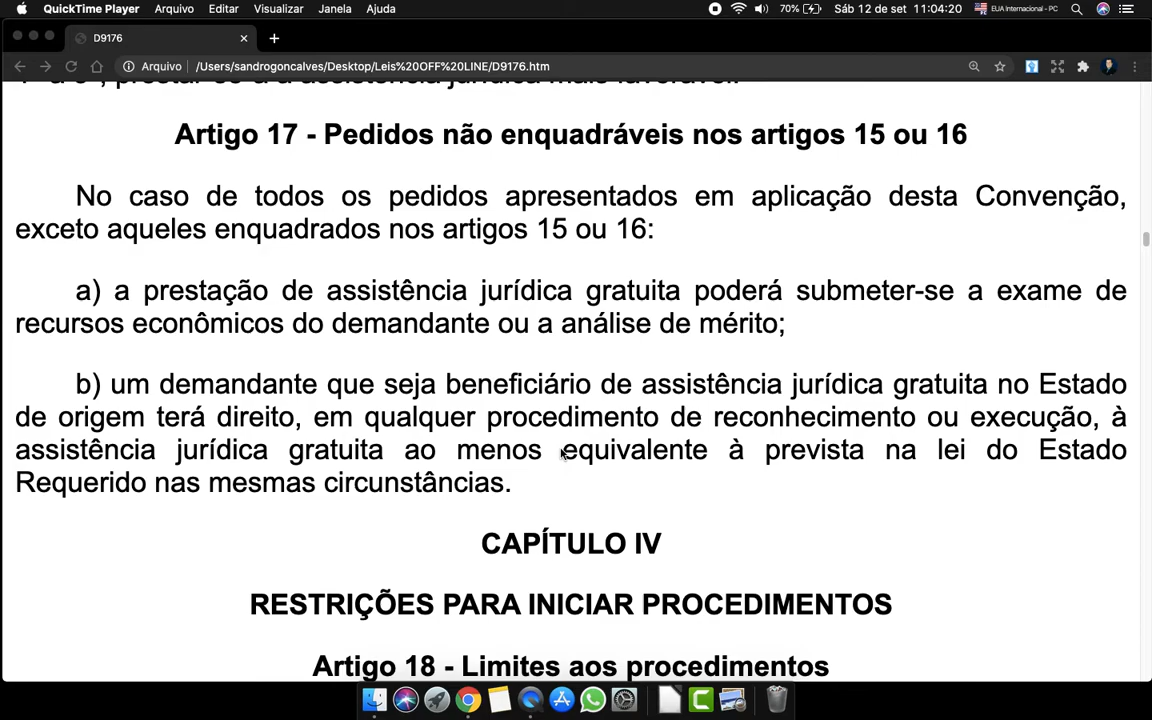 QuickTime Player Arquivo Editar Visualizar Janela Ajuda 70% Sáb 12 de set 11:04:20 EUA Internacional - PC
D9176
Arquivo /Users/sandrogoncalves/Desktop/Leis%20OFF%20LINE/D9176.htm
Artigo 17 - Pedidos não enquadráveis nos artigos 15 ou 16
No caso de todos os pedidos apresentados em aplicação desta Convenção,
exceto aqueles enquadrados nos artigos 15 ou 16:
a) a prestação de assistência jurídica gratuita poderá submeter-se a exame de
recursos econômicos do demandante ou a análise de mérito;
b) um demandante que seja beneficiário de assistência jurídica gratuita no Estado
de origem terá direito, em qualquer procedimento de reconhecimento ou execução, à
assistência jurídica gratuita ao menos equivalente à prevista na lei do Estado
Requerido nas mesmas circunstâncias.
CAPÍTULO IV
RESTRIÇÕES PARA INICIAR PROCEDIMENTOS
Artigo 18 - Limites aos procedimentos